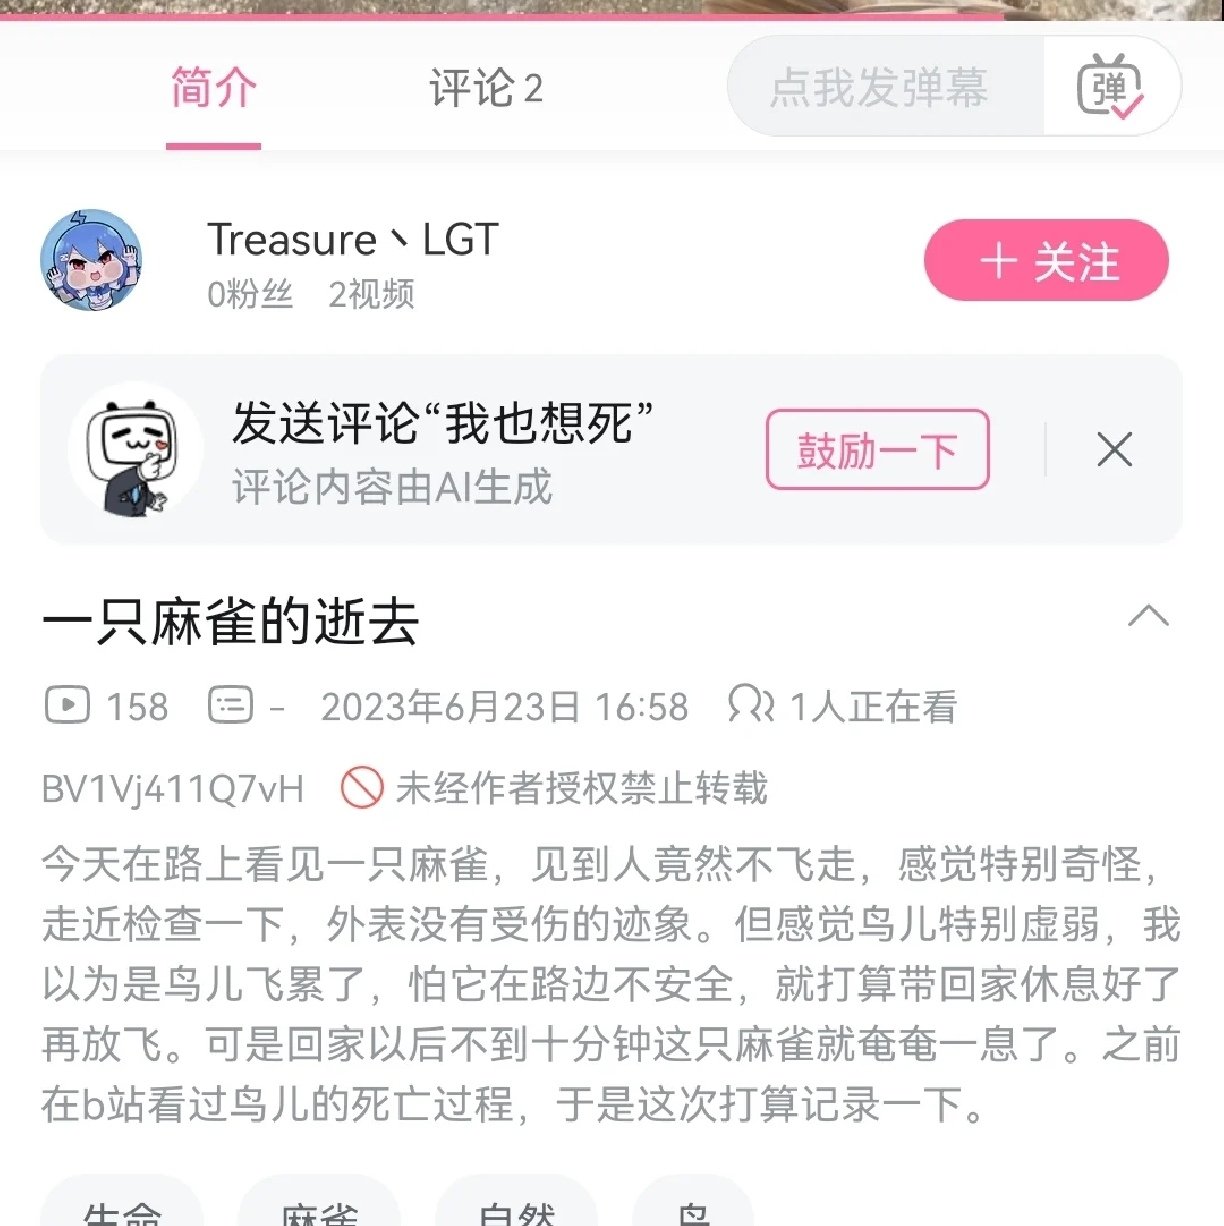 简介
评论 2
点我发弹幕
弹
Treasure丶LGT
0粉丝 2视频
＋ 关注
发送评论“我也想死”
评论内容由AI生成
鼓励一下
一只麻雀的逝去
158 - 2023年6月23日 16:58 1人正在看
BV1Vj411Q7vH 未经作者授权禁止转载
今天在路上看见一只麻雀，见到人竟然不飞走，感觉特别奇怪，
走近检查一下，外表没有受伤的迹象。但感觉鸟儿特别虚弱，我
以为是鸟儿飞累了，怕它在路边不安全，就打算带回家休息好了
再放飞。可是回家以后不到十分钟这只麻雀就奄奄一息了。之前
在b站看过鸟儿的死亡过程，于是这次打算记录一下。
生命 麻雀 自然 鸟